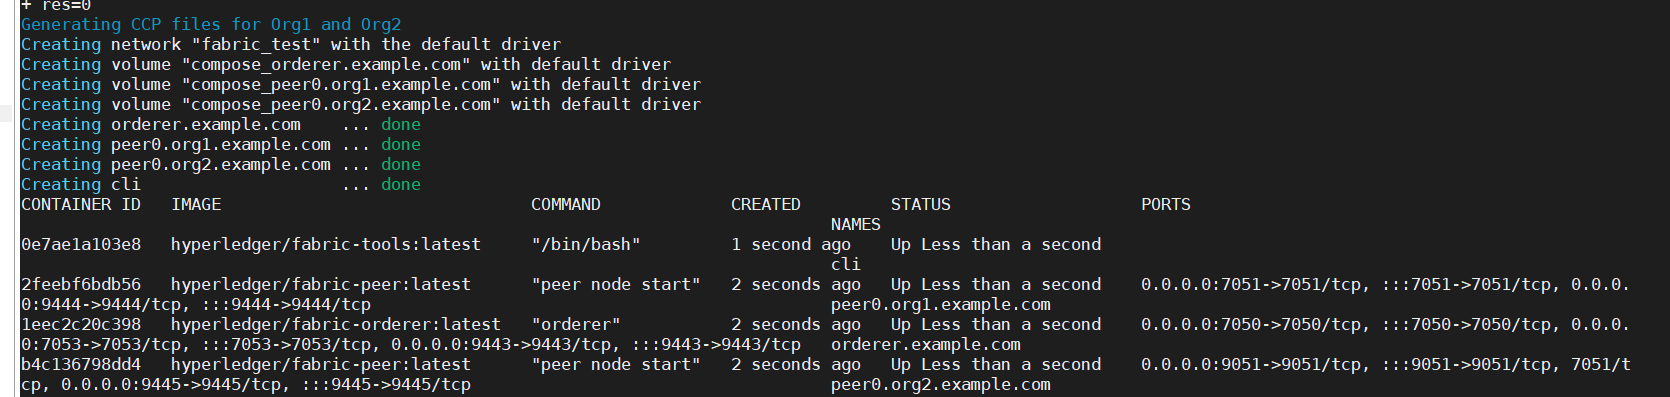 + res=0
Generating CCP files for Org1 and Org2
Creating network "fabric_test" with the default driver
Creating volume "compose_orderer.example.com" with default driver
Creating volume "compose_peer0.org1.example.com" with default driver
Creating volume "compose_peer0.org2.example.com" with default driver
Creating orderer.example.com    ... done
Creating peer0.org1.example.com ... done
Creating peer0.org2.example.com ... done
Creating cli                    ... done
CONTAINER ID   IMAGE                               COMMAND             CREATED         STATUS                   PORTS
NAMES
0e7ae1a103e8   hyperledger/fabric-tools:latest     "/bin/bash"         1 second ago    Up Less than a second
cli
2feebf6bdb56   hyperledger/fabric-peer:latest      "peer node start"   2 seconds ago   Up Less than a second    0.0.0.0:7051->7051/tcp, :::7051->7051/tcp, 0.0.0.
0:9444->9444/tcp, :::9444->9444/tcp                                              peer0.org1.example.com
1eec2c20c398   hyperledger/fabric-orderer:latest   "orderer"           2 seconds ago   Up Less than a second    0.0.0.0:7050->7050/tcp, :::7050->7050/tcp, 0.0.0.
0:7053->7053/tcp, :::7053->7053/tcp, 0.0.0.0:9443->9443/tcp, :::9443->9443/tcp   orderer.example.com
b4c136798dd4   hyperledger/fabric-peer:latest      "peer node start"   2 seconds ago   Up Less than a second    0.0.0.0:9051->9051/tcp, :::9051->9051/tcp, 7051/t
cp, 0.0.0.0:9445->9445/tcp, :::9445->9445/tcp                                    peer0.org2.example.com